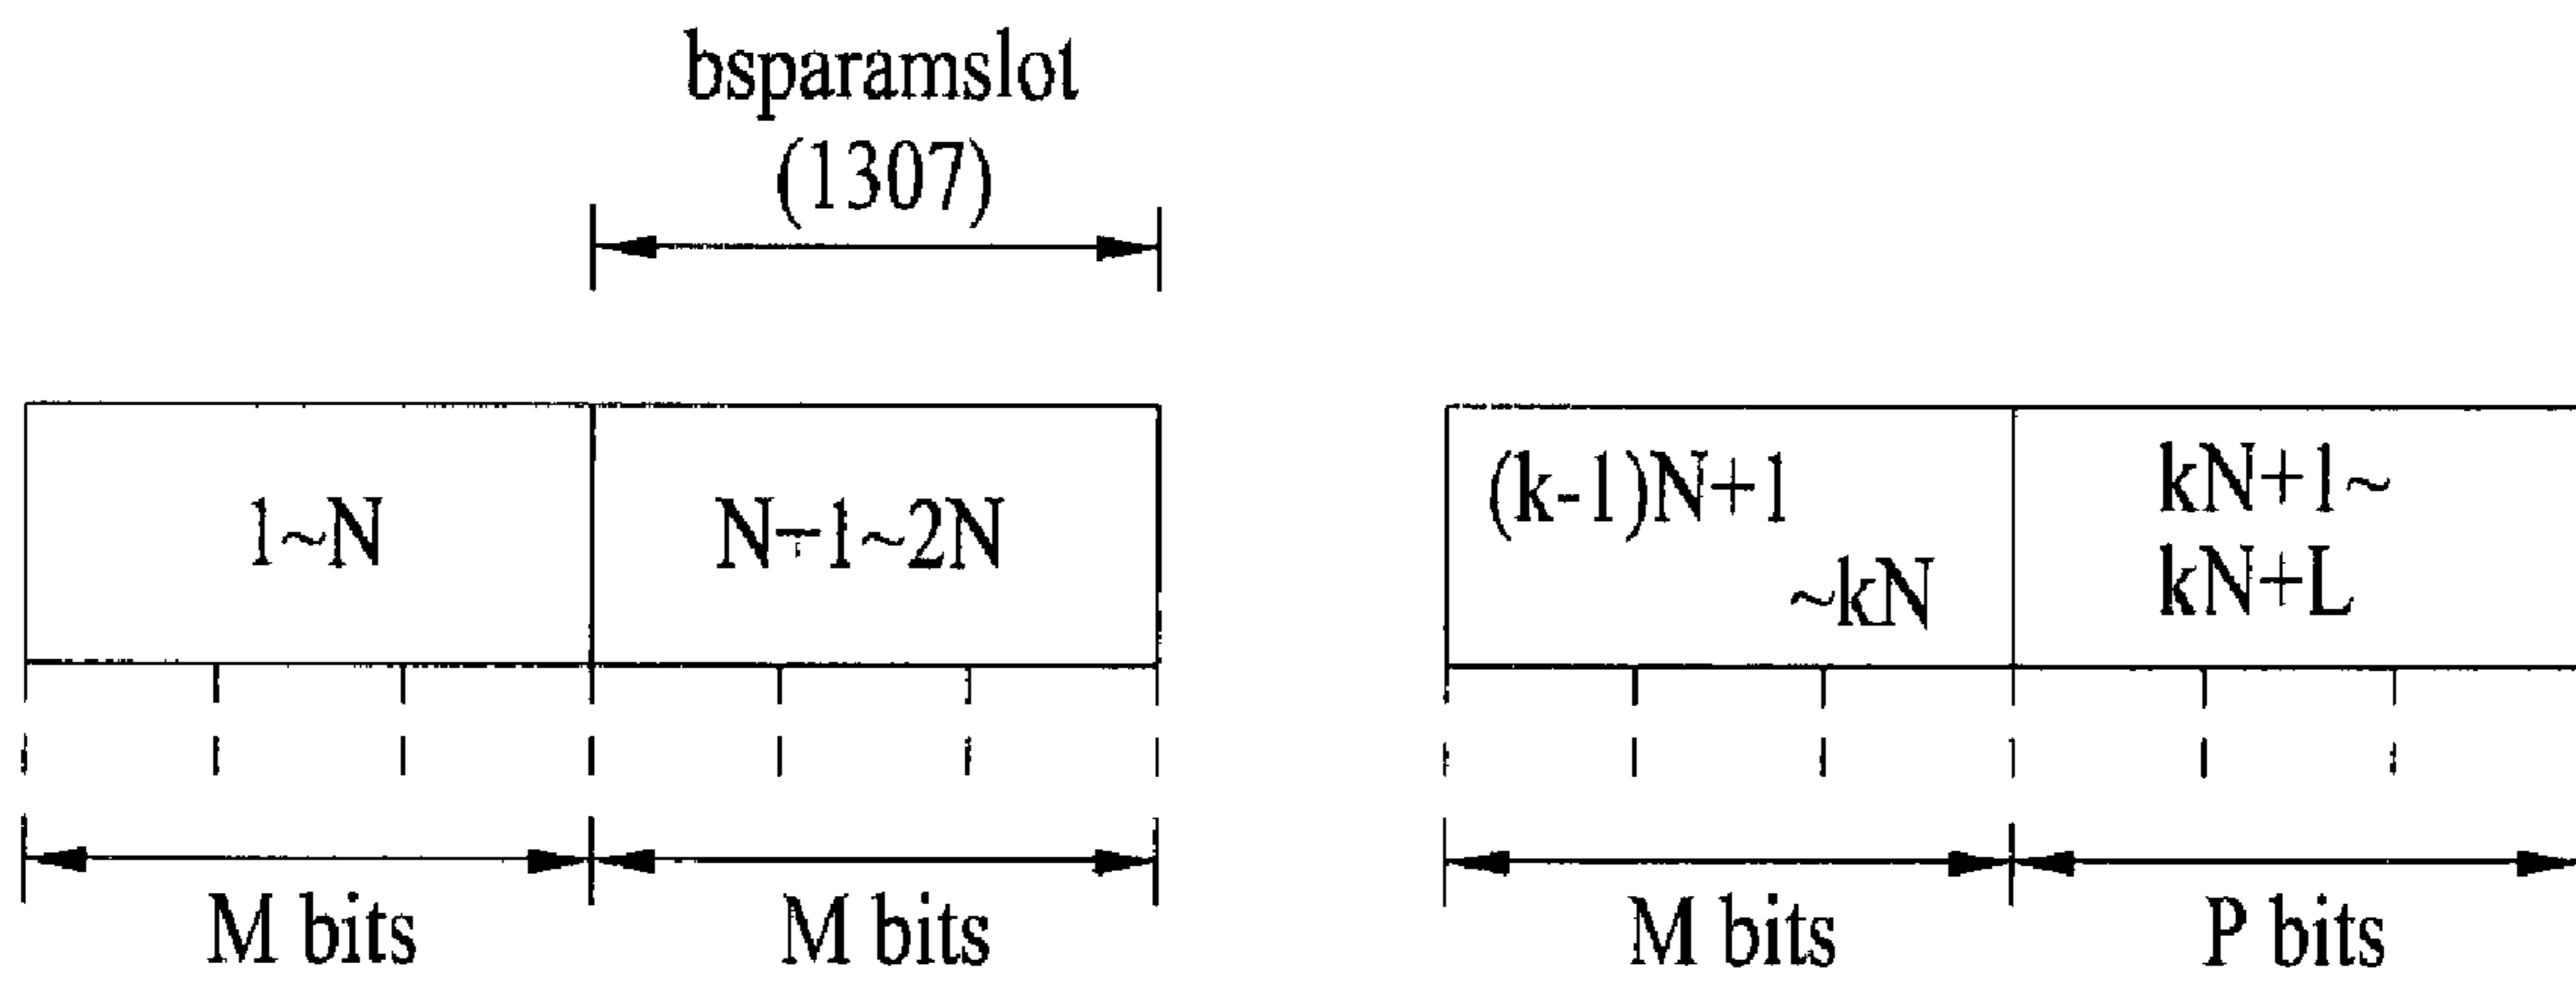 bsparamslot
(1307)
1~N
N+1~2N
(k-1)N+1
~kN
kN+1~
kN+L
M bits
M bits
M bits
P bits